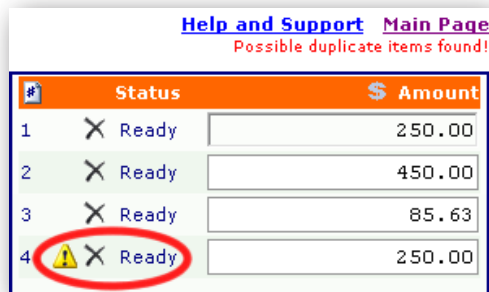 Help and Support Main Page
Possible duplicate items found!
# Status $ Amount
1 Ready 250.00
2 Ready 450.00
3 Ready 85.63
4 Ready 250.00